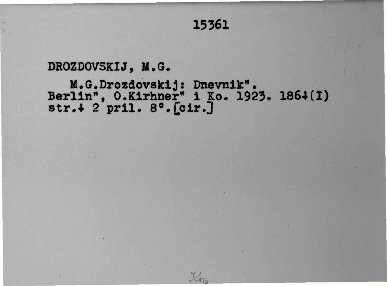 15361
DROZDOVSKIJ, M.G.
M.G.Drozdovskij: Dnevnik".
Berlin", O.Kirhner" i Ko. 1923. 186+(I)
str.+ 2 pril. 8°.[cir.]